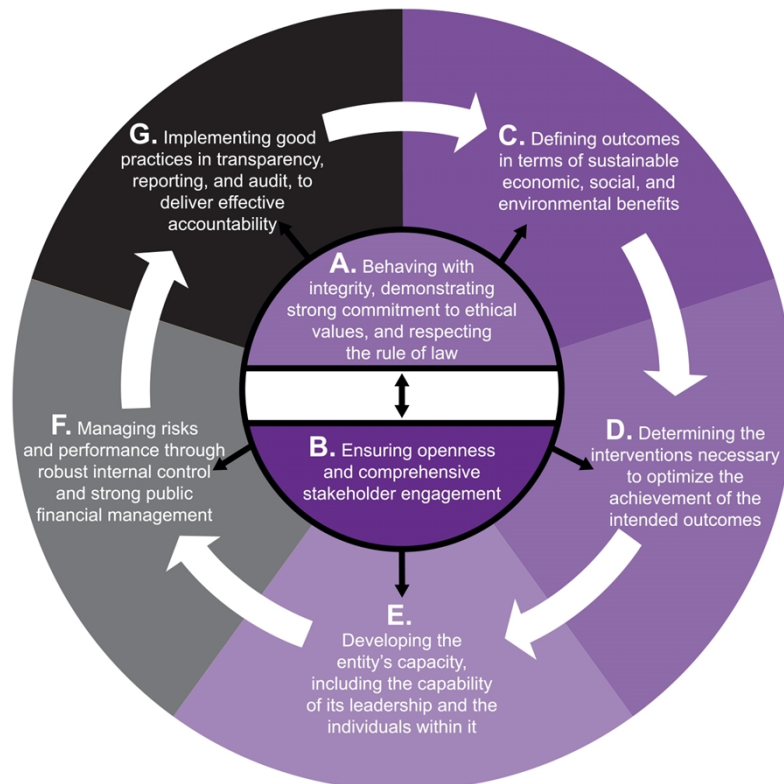 A. Behaving with
integrity, demonstrating
strong commitment to ethical
values, and respecting
the rule of law
B. Ensuring openness
and comprehensive
stakeholder engagement
C. Defining outcomes
in terms of sustainable
economic, social, and
environmental benefits
D. Determining the
interventions necessary
to optimize the
achievement of the
intended outcomes
E.
Developing the
entity’s capacity,
including the capability
of its leadership and the
individuals within it
F. Managing risks
and performance through
robust internal control
and strong public
financial management
G. Implementing good
practices in transparency,
reporting, and audit, to
deliver effective
accountability